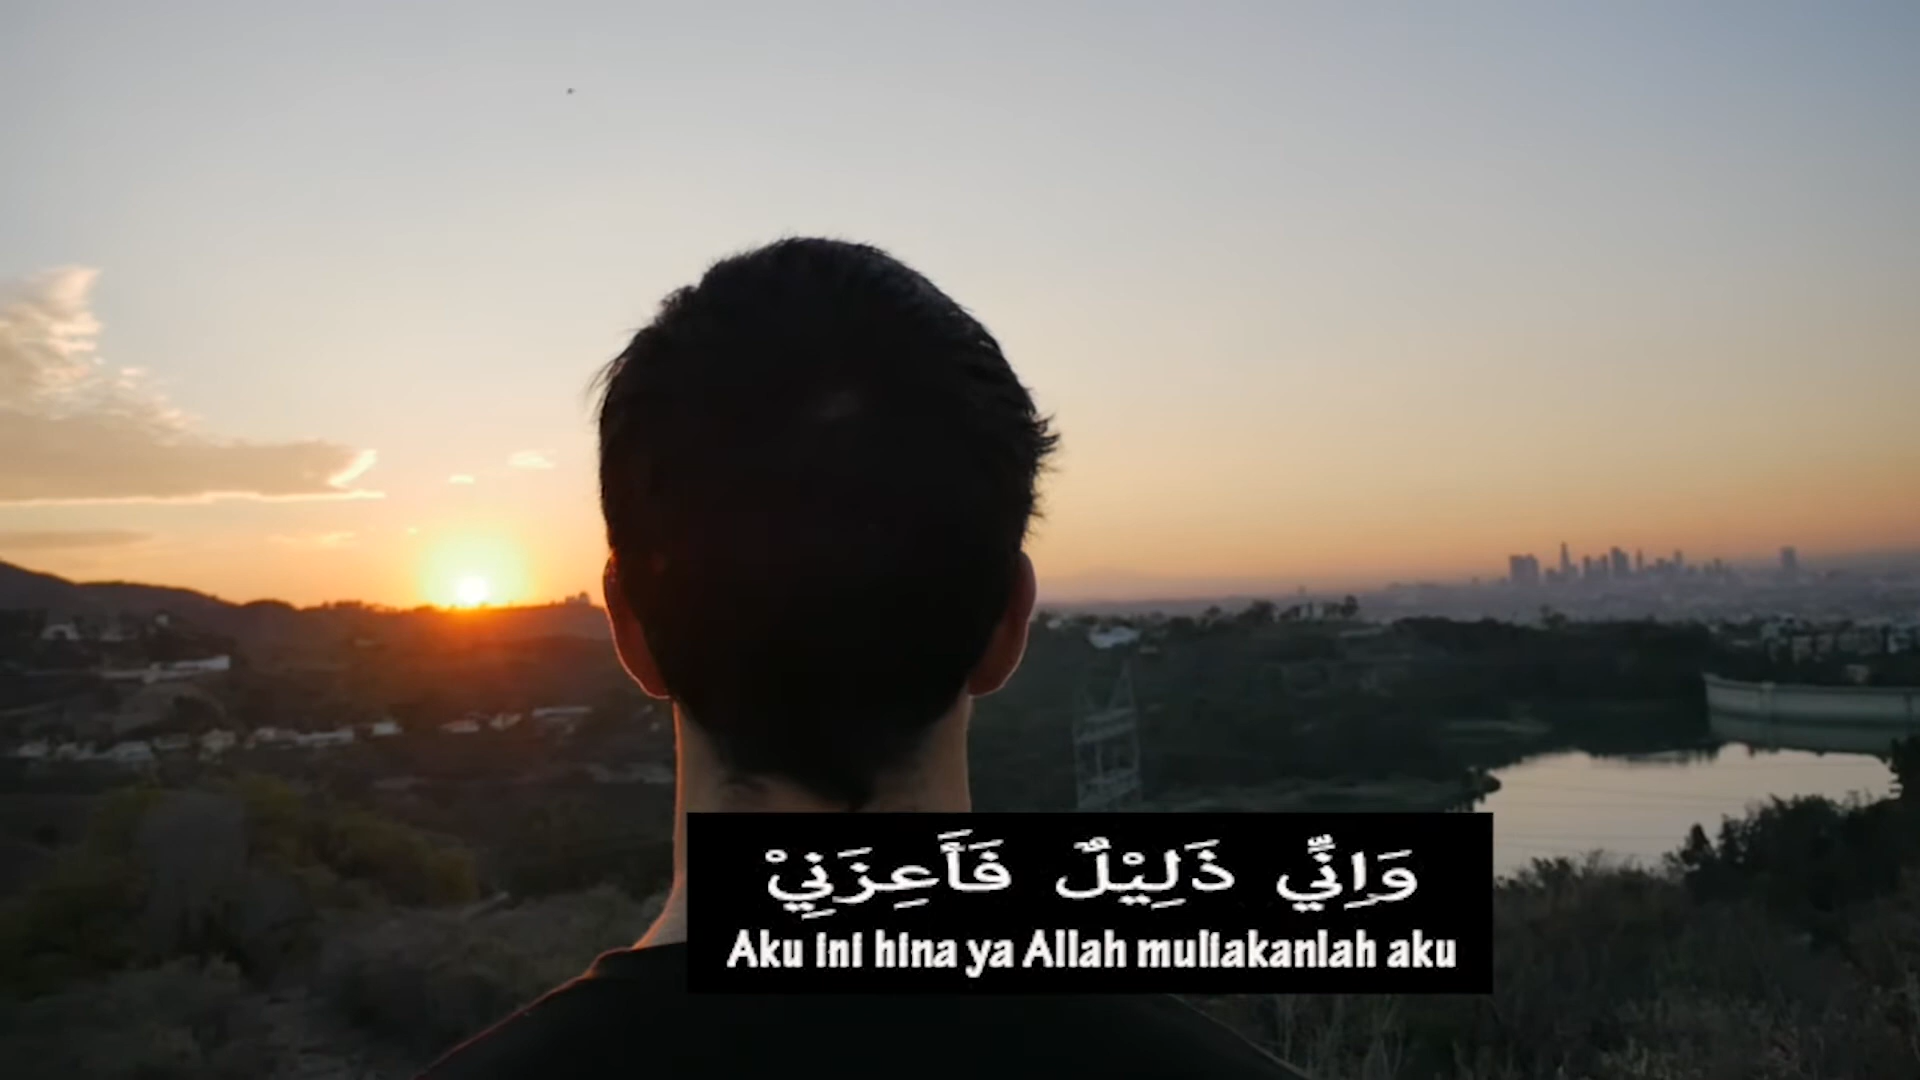 وَاِنِّي ذَلِيْلٌ فَأَعِزَنِيْ
Aku ini hina ya Allah muliakanlah aku